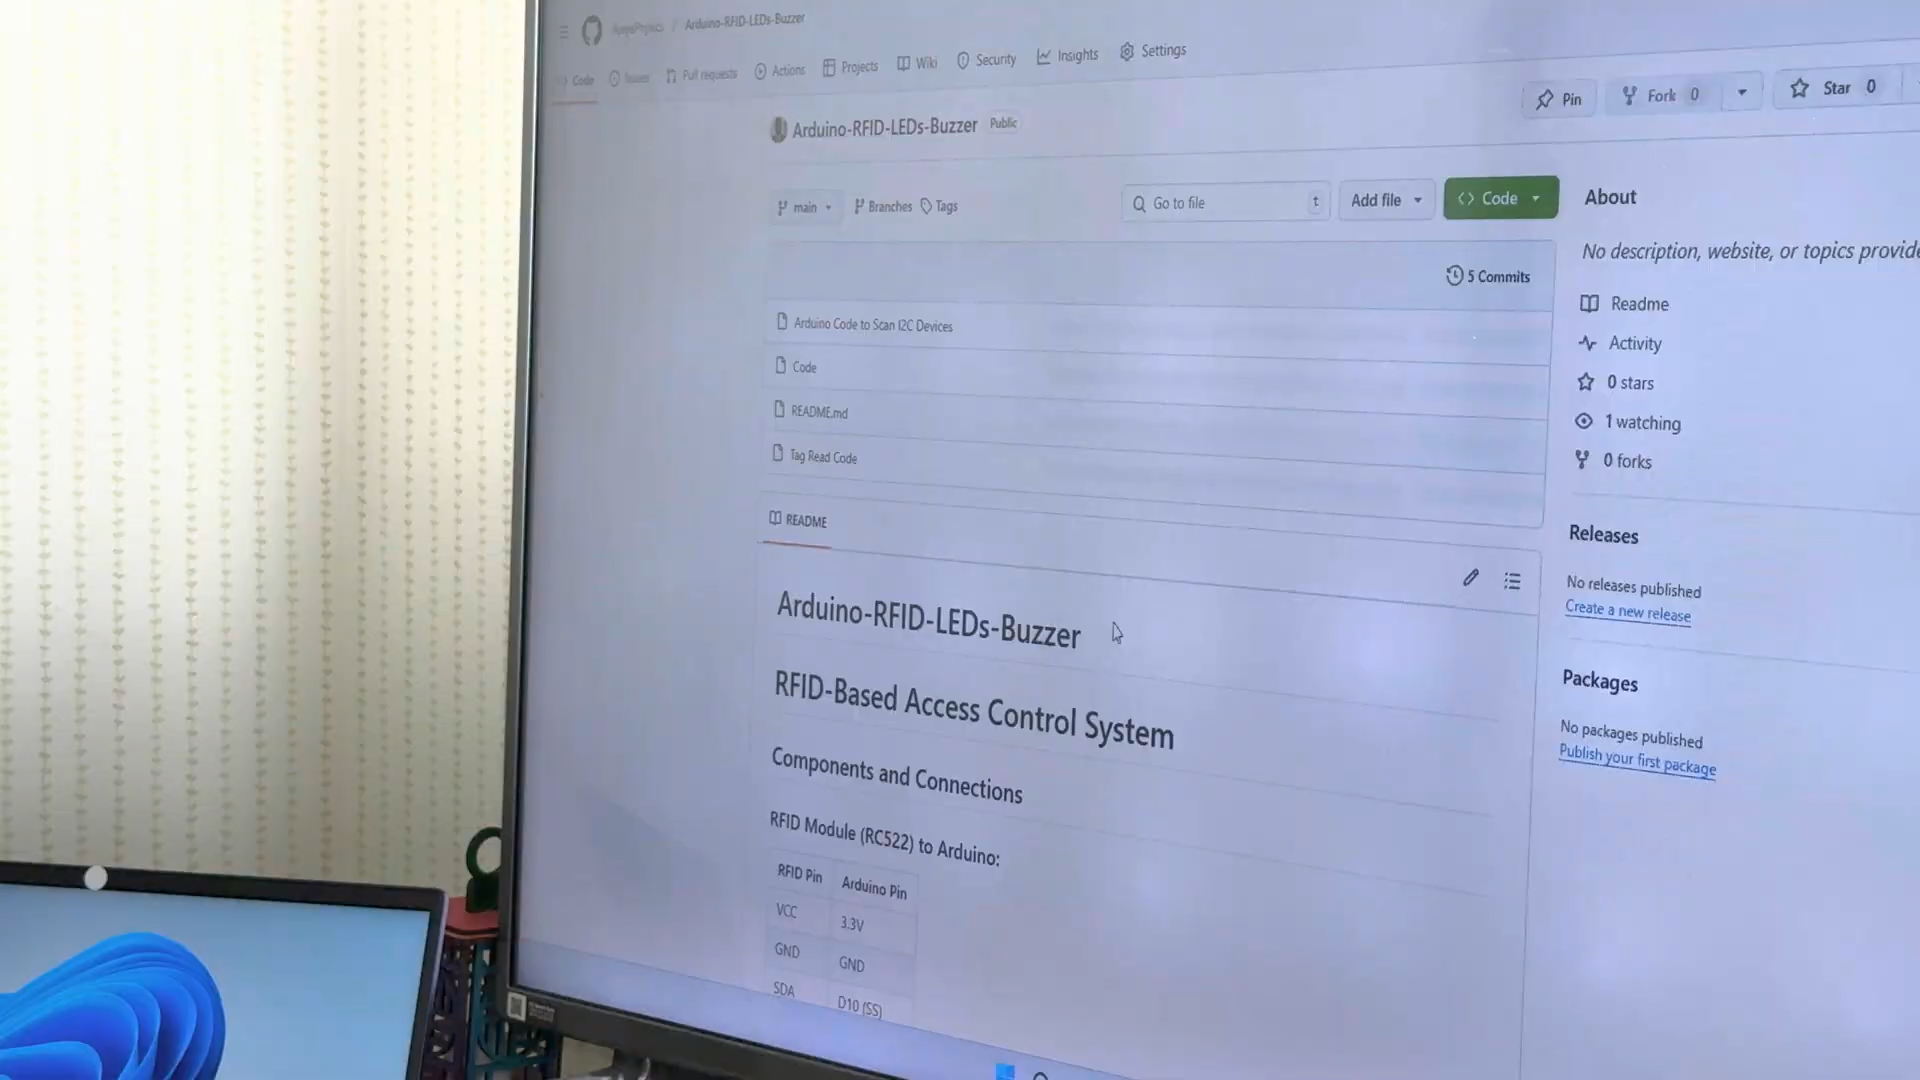 Arduino-RFID-LEDs-Buzzer
Code Issues Pull requests Actions Projects Wiki Security Insights Settings
Arduino-RFID-LEDs-Buzzer Public
Pin Fork 0 Star 0
main Branches Tags Go to file t Add file Code
5 Commits
Arduino Code to Scan I2C Devices
Code
README.md
Tag Read Code
README
Arduino-RFID-LEDs-Buzzer
RFID-Based Access Control System
Components and Connections
RFID Module (RC522) to Arduino:
RFID Pin Arduino Pin
VCC 3.3V
GND GND
SDA D10 (SS)
About
No description, website, or topics provide
Readme
Activity
0 stars
1 watching
0 forks
Releases
No releases published
Create a new release
Packages
No packages published
Publish your first package